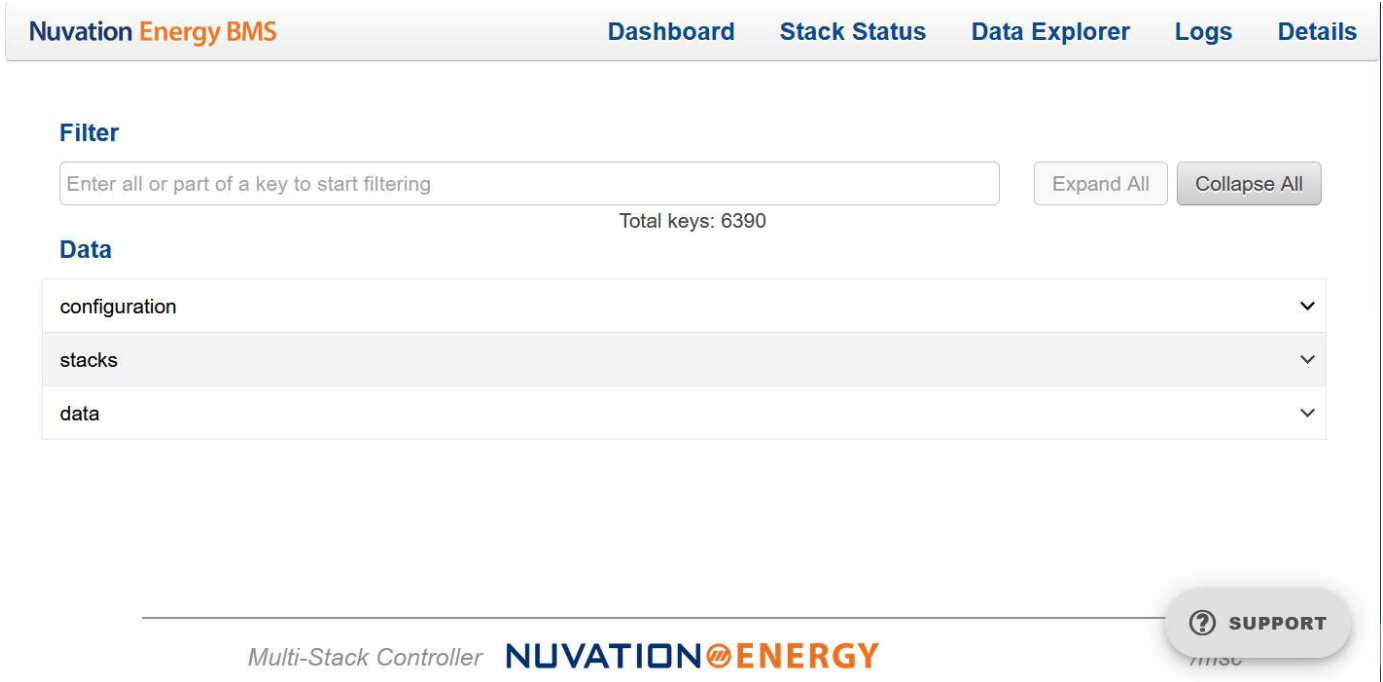 Nuvation Energy BMS Dashboard Stack Status Data Explorer Logs Details
Filter
Enter all or part of a key to start filtering Expand All Collapse All
Total keys: 6390
Data
configuration
stacks
data
SUPPORT
Multi-Stack Controller NUVATION ENERGY /msc